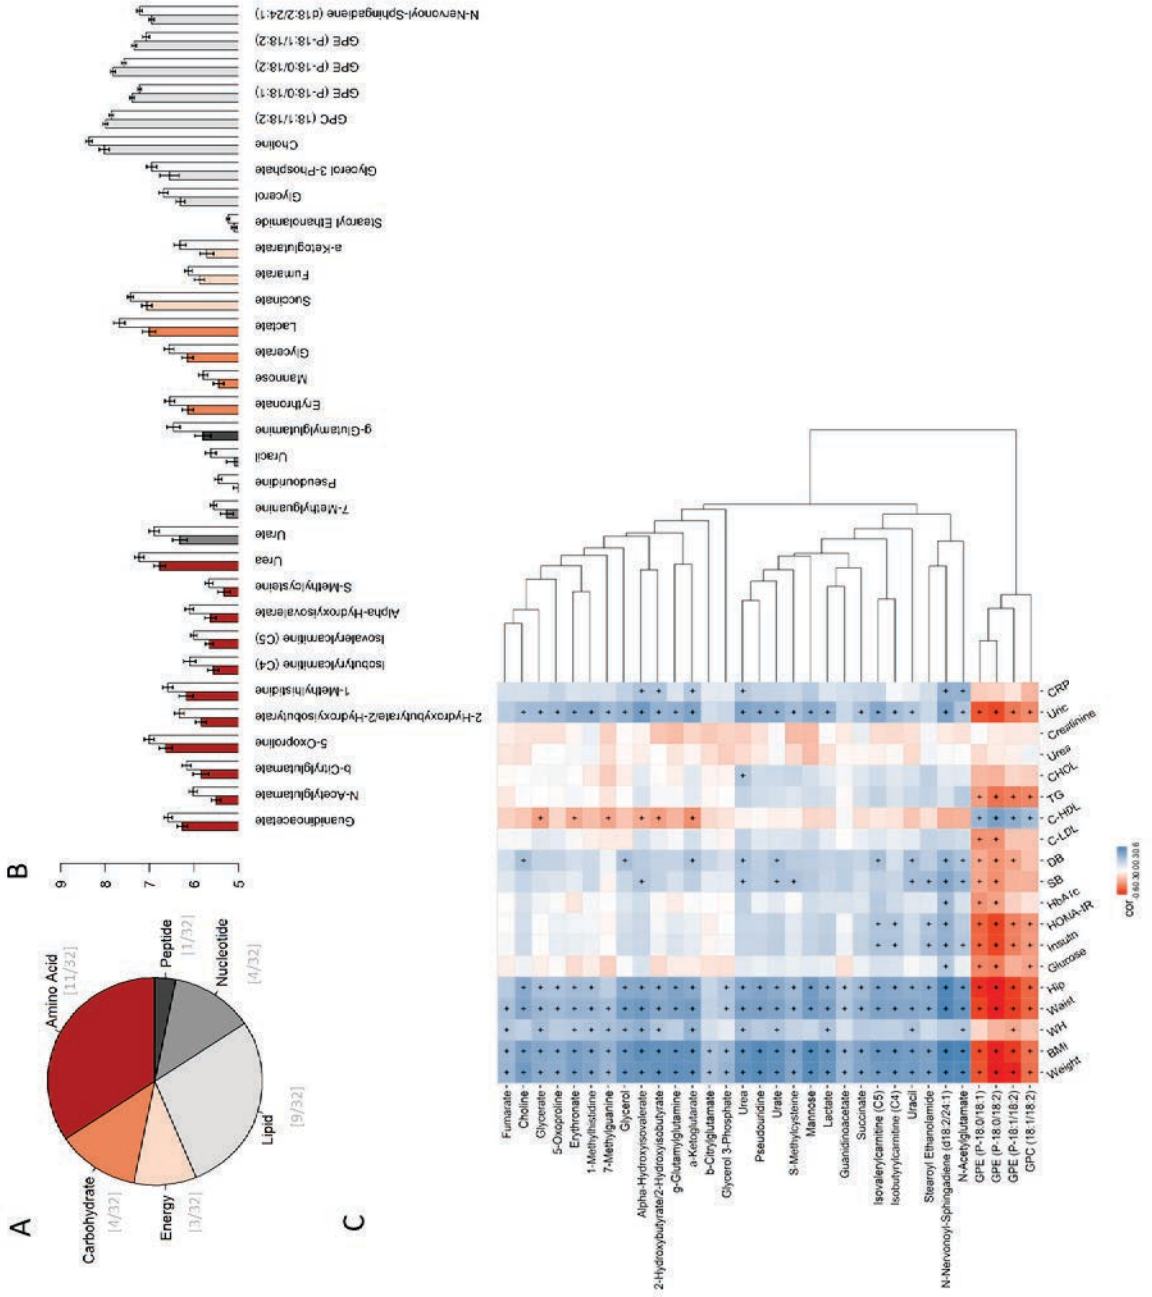 A
Amino Acid
[11/32]
Peptide
[1/32]
Nucleotide
[4/32]
Lipid
[9/32]
Energy
[3/32]
Carbohydrate
[4/32]
B
9
8
7
6
5
Guanidinoacetate
N-Acetylglutamate
b-Citrylglutamate
5-Oxoproline
2-Hydroxybutyrate/2-Hydroxyisobutyrate
1-Methylhistidine
Isobutyrylcarnitine (C4)
Isovalerylcarnitine (C5)
Alpha-Hydroxyisovalerate
S-Methylcysteine
Urea
Urate
7-Methylguanine
Pseudouridine
Uracil
g-Glutamylglutamine
Erythronate
Mannose
Glycerate
Lactate
Succinate
Fumarate
a-Ketoglutarate
Stearoyl Ethanolamide
Glycerol
Glycerol 3-Phosphate
Choline
GPC (18:1/18:2)
GPE (P-18:0/18:1)
GPE (P-18:0/18:2)
GPE (P-18:1/18:2)
N-Nervonoyl-Sphingadiene (d18:2/24:1)
C
Fumarate
Choline
Glycerate
5-Oxoproline
Erythronate
1-Methylhistidine
7-Methylguanine
Glycerol
Alpha-Hydroxyisovalerate
2-Hydroxybutyrate/2-Hydroxyisobutyrate
g-Glutamylglutamine
a-Ketoglutarate
b-Citrylglutamate
Glycerol 3-Phosphate
Urea
Pseudouridine
Urate
S-Methylcysteine
Mannose
Lactate
Guanidinoacetate
Succinate
Isovalerylcarnitine (C5)
Isobutyrylcarnitine (C4)
Uracil
Stearoyl Ethanolamide
N-Nervonoyl-Sphingadiene (d18:2/24:1)
N-Acetylglutamate
GPE (P-18:0/18:1)
GPE (P-18:0/18:2)
GPE (P-18:1/18:2)
GPC (18:1/18:2)
CRP
Uric
Creatinine
Urea
CHOL
TG
C-HDL
C-LDL
DB
SB
HbA1c
HOMA-IR
Insulin
Glucose
Hip
Waist
WH
BMI
Weight
cor